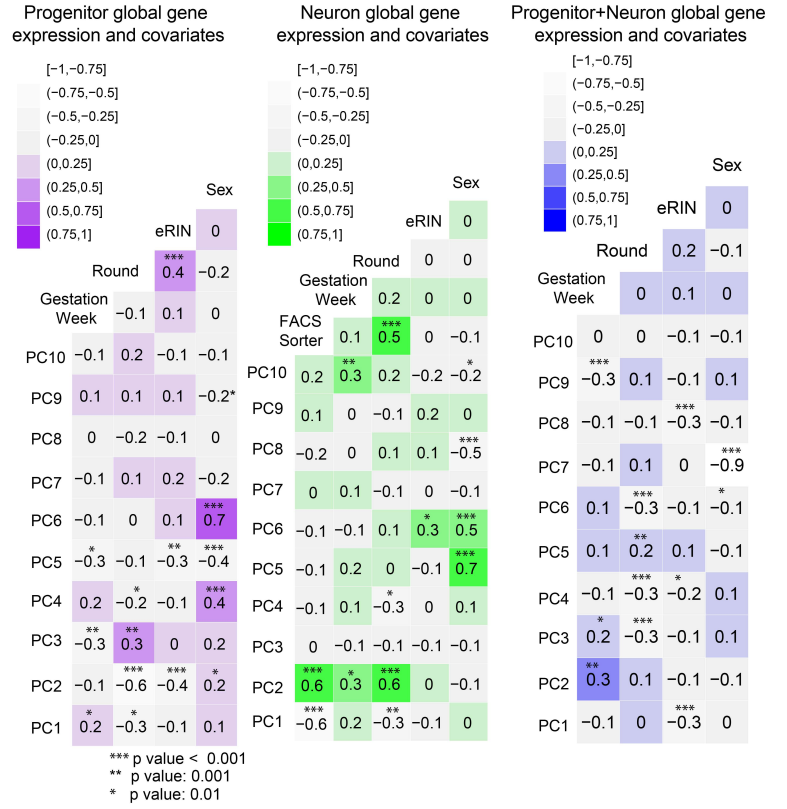 Progenitor global gene
expression and covariates
[−1,−0.75]
(−0.75,−0.5]
(−0.5,−0.25]
(−0.25,0]
(0,0.25]
(0.25,0.5]
(0.5,0.75]
(0.75,1]
Sex
eRIN 0
Round *** 0.4 −0.2
Gestation
Week −0.1 0.1 0
PC10 −0.1 0.2 −0.1 −0.1
PC9 0.1 0.1 0.1 −0.2*
PC8 0 −0.2 −0.1 0
PC7 −0.1 0.1 0.2 −0.2
PC6 −0.1 0 0.1 *** 0.7
PC5 * −0.3 −0.1 ** −0.3 *** −0.4
PC4 0.2 * −0.2 −0.1 *** 0.4
PC3 ** −0.3 ** 0.3 0 0.2
PC2 −0.1 *** −0.6 *** −0.4 * 0.2
PC1 * 0.2 * −0.3 −0.1 0.1
*** p value < 0.001
** p value: 0.001
* p value: 0.01
Neuron global gene
expression and covariates
[−1,−0.75]
(−0.75,−0.5]
(−0.5,−0.25]
(−0.25,0]
(0,0.25]
(0.25,0.5]
(0.5,0.75]
(0.75,1]
Sex
eRIN 0
Round 0 0
Gestation
Week 0.2 0 0
FACS
Sorter 0.1 *** 0.5 0 −0.1
PC10 0.2 ** 0.3 0.2 −0.2 * −0.2
PC9 0.1 0 −0.1 0.2 0
PC8 −0.2 0 0.1 0.1 *** −0.5
PC7 0 0.1 −0.1 0 −0.1
PC6 −0.1 −0.1 0.1 * 0.3 *** 0.5
PC5 −0.1 0.2 0 −0.1 *** 0.7
PC4 −0.1 0.1 * −0.3 0 0.1
PC3 0 −0.1 −0.1 −0.1 −0.1
PC2 *** 0.6 * 0.3 *** 0.6 0 −0.1
PC1 *** −0.6 0.2 ** −0.3 −0.1 0
Progenitor+Neuron global gene
expression and covariates
[−1,−0.75]
(−0.75,−0.5]
(−0.5,−0.25]
(−0.25,0]
(0,0.25]
(0.25,0.5]
(0.5,0.75]
(0.75,1]
Sex
eRIN 0
Round 0.2 −0.1
Gestation
Week 0 0.1 0
PC10 0 0 −0.1 −0.1
PC9 *** −0.3 0.1 −0.1 0.1
PC8 −0.1 −0.1 *** −0.3 −0.1
PC7 −0.1 0.1 0 *** −0.9
PC6 0.1 *** −0.3 −0.1 * −0.1
PC5 0.1 ** 0.2 0.1 −0.1
PC4 −0.1 *** −0.3 * −0.2 0.1
PC3 * 0.2 *** −0.3 −0.1 0.1
PC2 ** 0.3 0.1 −0.1 −0.1
PC1 −0.1 0 *** −0.3 0